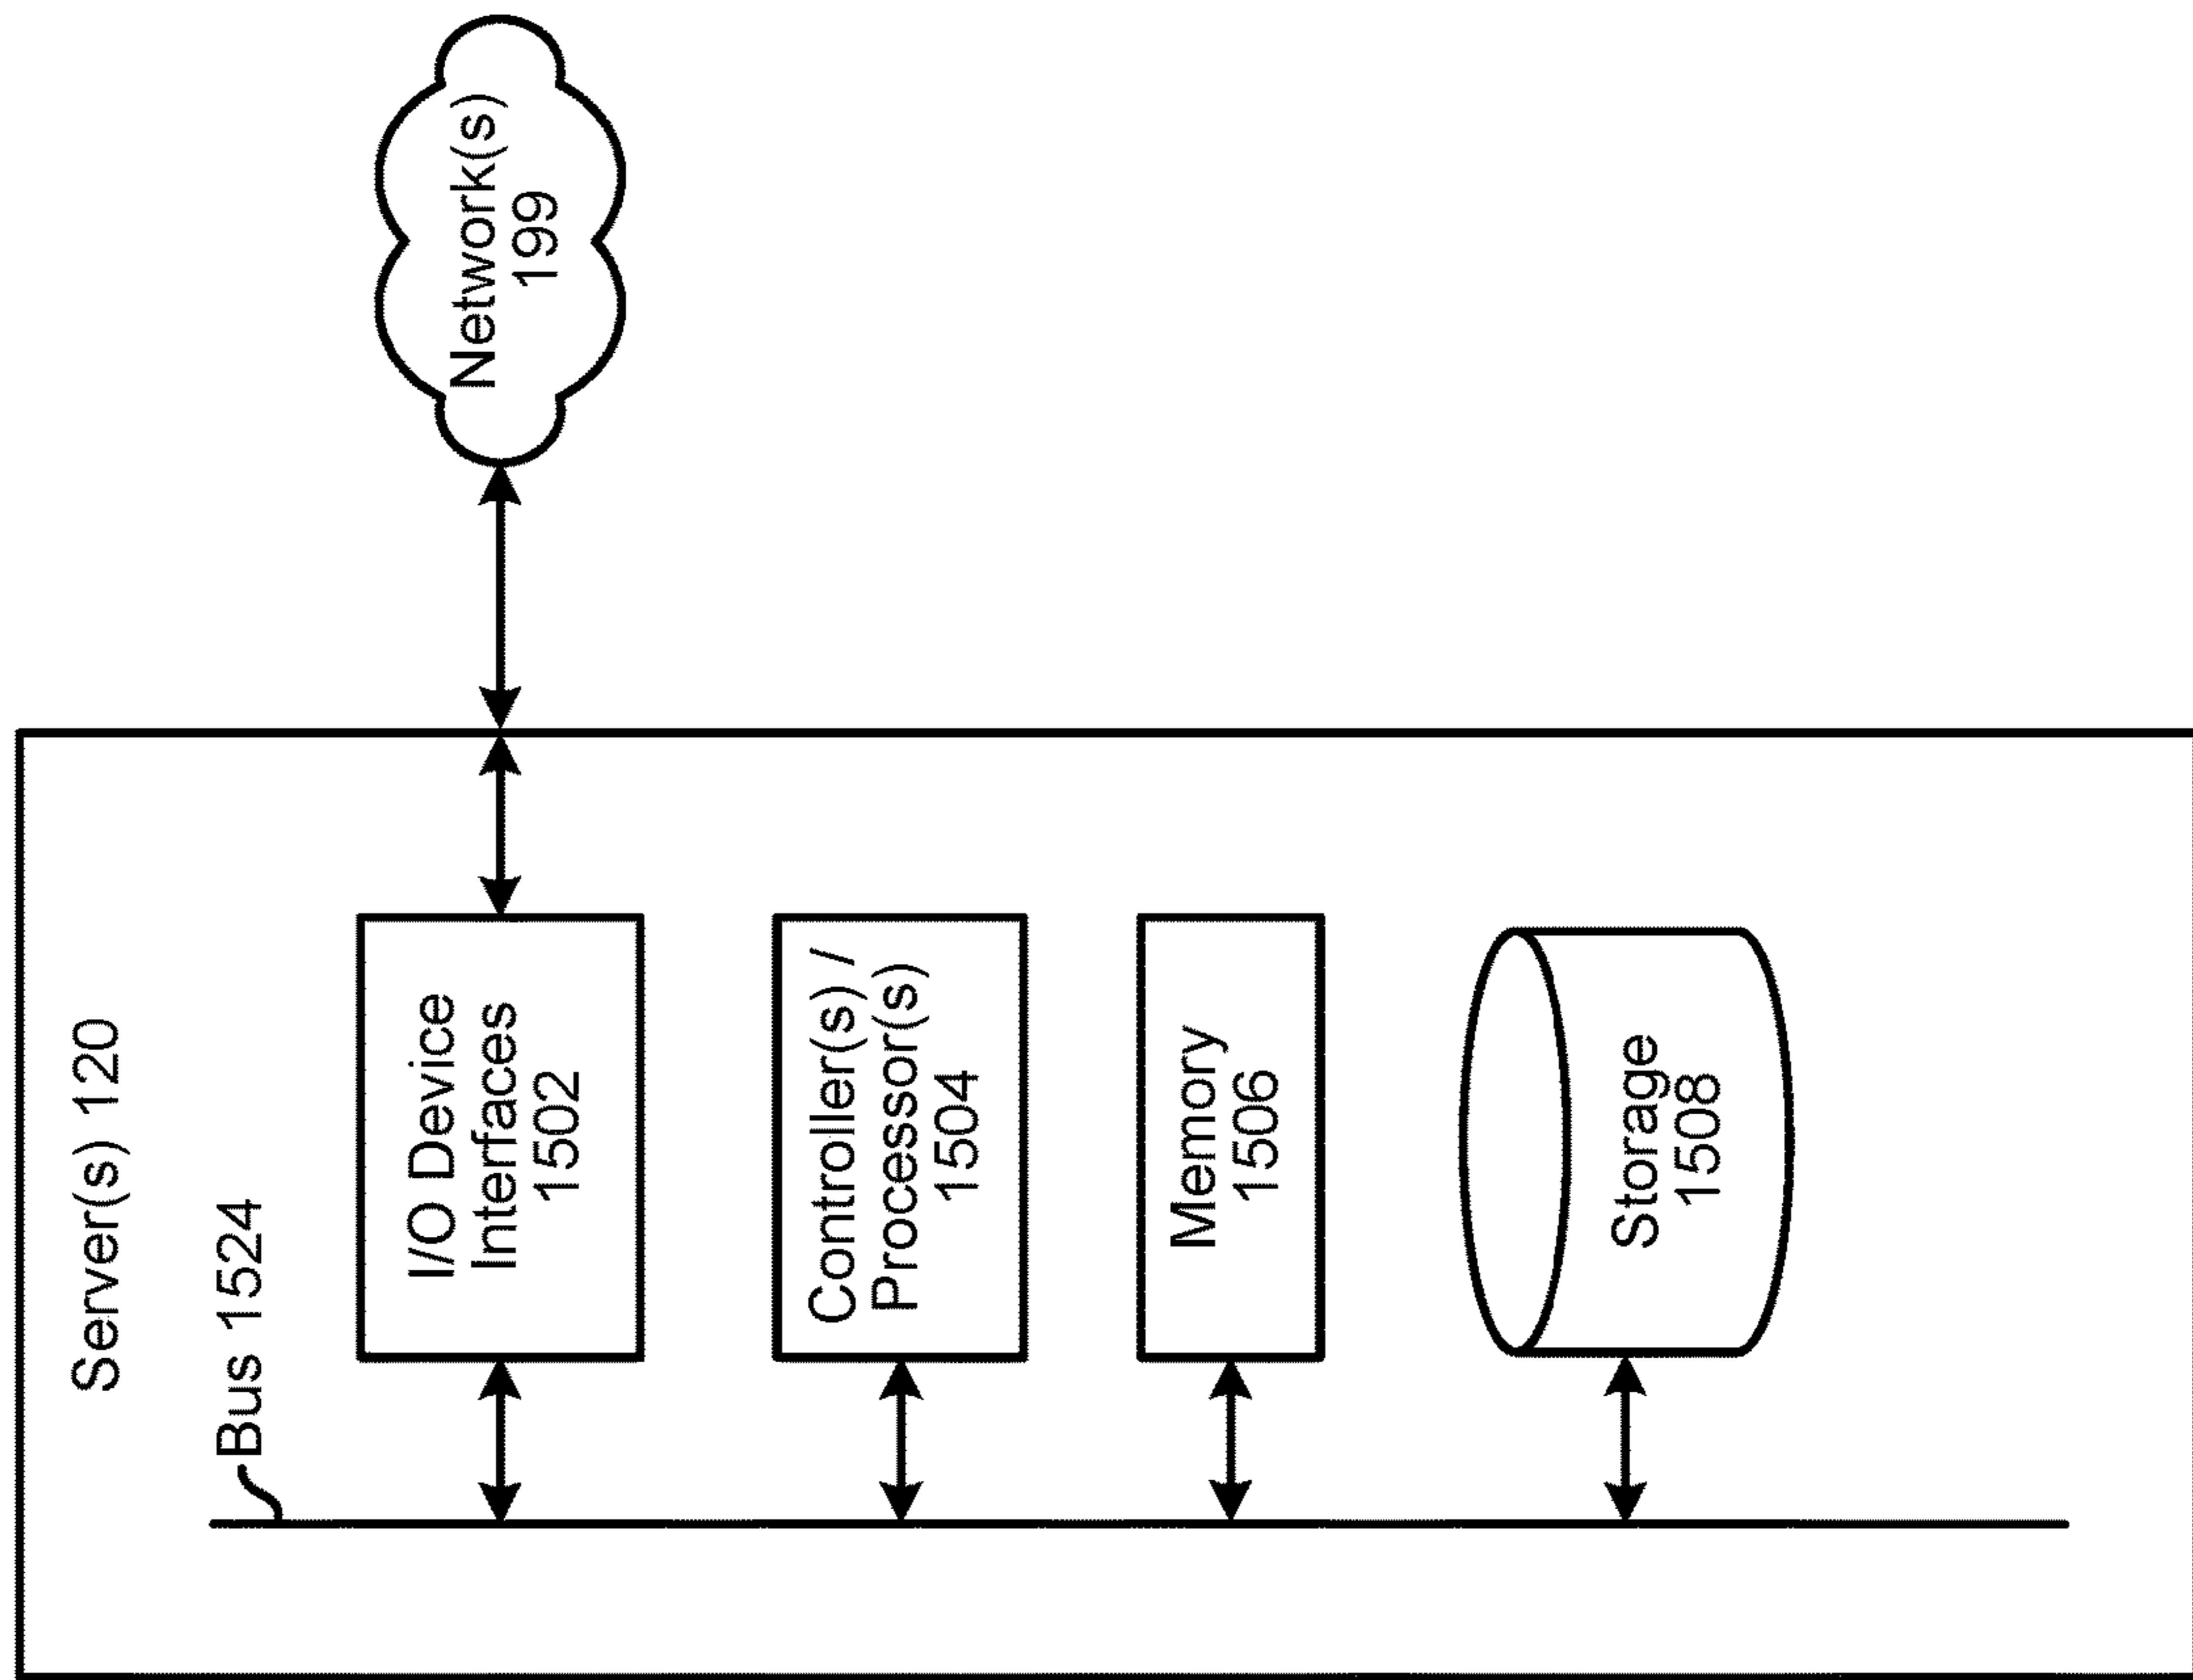 Server(s) 120
Bus 1524
I/O Device
Interfaces
1502
Controller(s) /
Processor(s)
1504
Memory
1506
Storage
1508
Network(s)
199